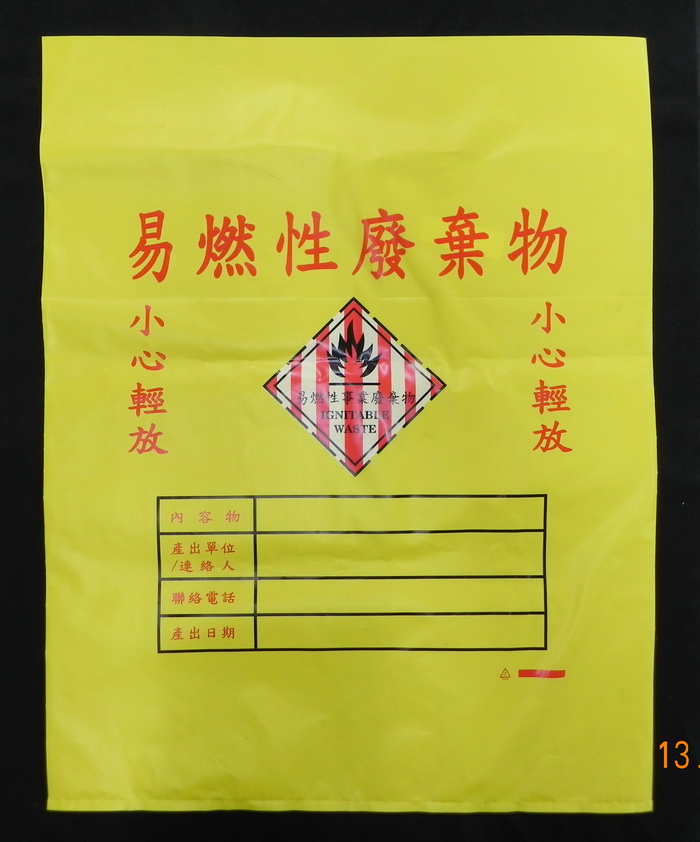 易燃性廢棄物
小心輕放
小心輕放
易燃性事業廢棄物
IGNITABLE
WASTE
內容物
產出單位
/連絡人
聯絡電話
產出日期
13.